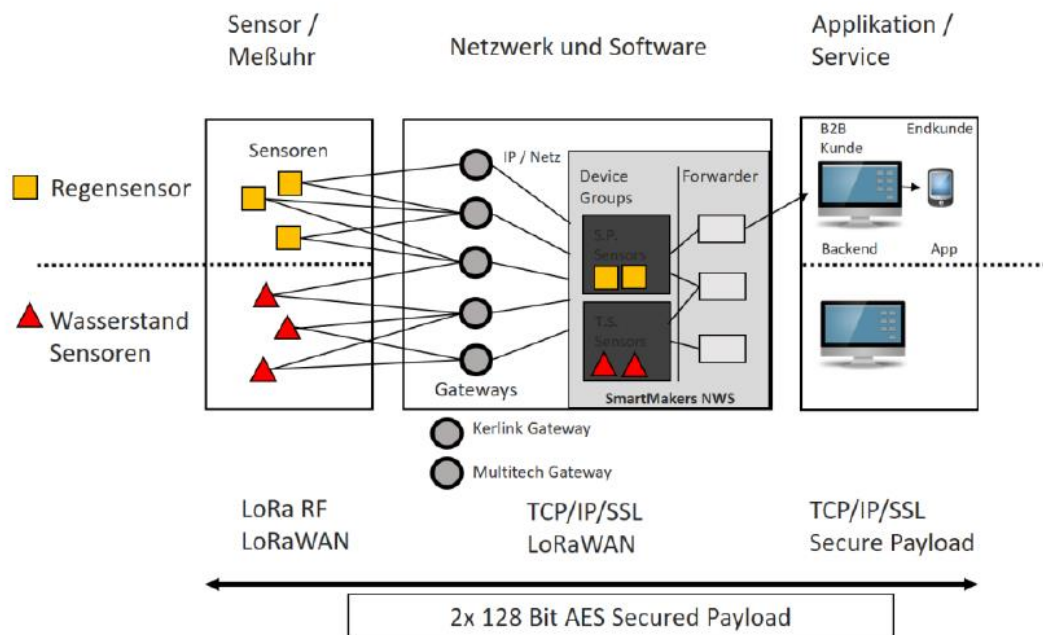 Sensor /
Meßuhr
Netzwerk und Software
Applikation /
Service
Regensensor
Wasserstand
Sensoren
Sensoren
IP / Netz
Device
Groups
Forwarder
S.P.
Sensors
T.S.
Sensors
SmartMakers NWS
Gateways
Kerlink Gateway
Multitech Gateway
B2B
Kunde
Endkunde
Backend
App
LoRa RF
LoRaWAN
TCP/IP/SSL
LoRaWAN
TCP/IP/SSL
Secure Payload
2x 128 Bit AES Secured Payload